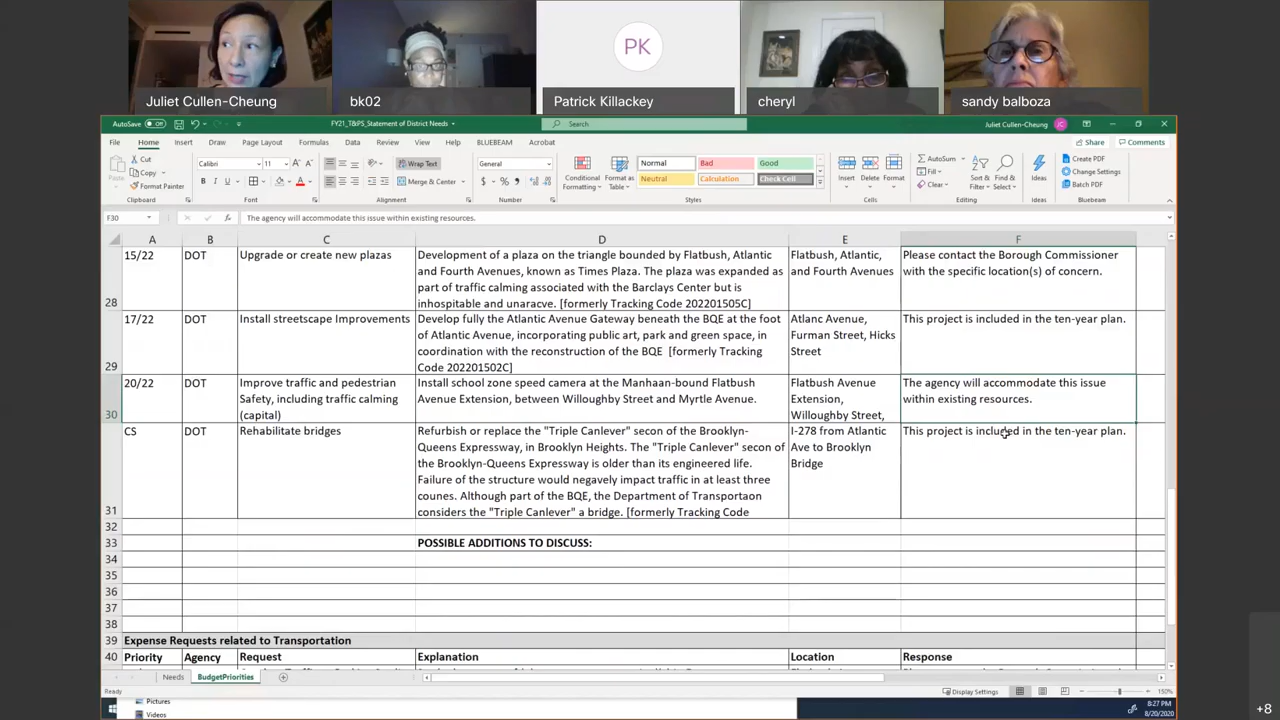 PK
Juliet Cullen-Cheung
bk02
Patrick Killackey
cheryl
sandy balboza
AutoSave Off
FY21_T&PS_Statement of District Needs
Search
Juliet Cullen-Cheung
JC
File Home Insert Draw Page Layout Formulas Data Review View Help BLUEBEAM Acrobat
Share Comments
Paste
Cut
Copy
Format Painter
Clipboard
Calibri 11
B I U
Font
Wrap Text
Merge & Center
Alignment
General
$ % ,
Number
Conditional Formatting
Format as Table
Normal Bad Good
Neutral Calculation Check Cell
Styles
Insert Delete Format
Cells
AutoSum
Fill
Clear
Sort & Filter
Find & Select
Editing
Ideas
Ideas
Create PDF
Change Settings
Batch PDF
Bluebeam
F30
fx
The agency will accommodate this issue within existing resources.
A B C D E F
28
15/22
DOT
Upgrade or create new plazas
Development of a plaza on the triangle bounded by Flatbush, Atlantic
and Fourth Avenues, known as Times Plaza. The plaza was expanded as
part of traffic calming associated with the Barclays Center but is
inhospitable and unaracve. [formerly Tracking Code 202201505C]
Flatbush, Atlantic,
and Fourth Avenues
Please contact the Borough Commissioner
with the specific location(s) of concern.
29
17/22
DOT
Install streetscape Improvements
Develop fully the Atlantic Avenue Gateway beneath the BQE at the foot
of Atlantic Avenue, incorporating public art, park and green space, in
coordination with the reconstruction of the BQE [formerly Tracking
Code 202201502C]
Atlanc Avenue,
Furman Street, Hicks
Street
This project is included in the ten-year plan.
30
20/22
DOT
Improve traffic and pedestrian
Safety, including traffic calming
(capital)
Install school zone speed camera at the Manhaan-bound Flatbush
Avenue Extension, between Willoughby Street and Myrtle Avenue.
Flatbush Avenue
Extension,
Willoughby Street,
The agency will accommodate this issue
within existing resources.
31
CS
DOT
Rehabilitate bridges
Refurbish or replace the "Triple Canlever" secon of the Brooklyn-
Queens Expressway, in Brooklyn Heights. The "Triple Canlever" secon of
the Brooklyn-Queens Expressway is older than its engineered life.
Failure of the structure would negavely impact traffic in at least three
counes. Although part of the BQE, the Department of Transportaon
considers the "Triple Canlever" a bridge. [formerly Tracking Code
I-278 from Atlantic
Ave to Brooklyn
Bridge
This project is included in the ten-year plan.
32
33
POSSIBLE ADDITIONS TO DISCUSS:
34
35
36
37
38
39
Expense Requests related to Transportation
40
Priority Agency Request Explanation Location Response
Needs BudgetPriorities
Ready
Display Settings
150%
Pictures
Videos
8:27 PM
8/20/2020
+8